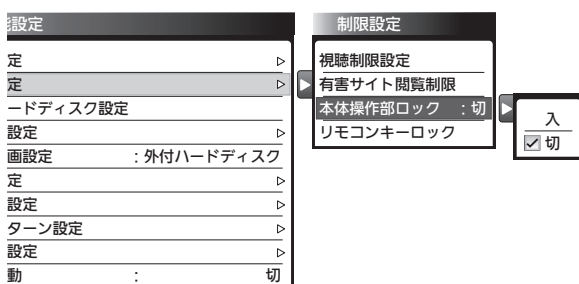 能設定
定
定
ードディスク設定
設定
画設定 :外付ハードディスク
定
設定
ターン設定
設定
動 : 切
制限設定
視聴制限設定
有害サイト閲覧制限
本体操作部ロック :切
リモコンキーロック
入
切